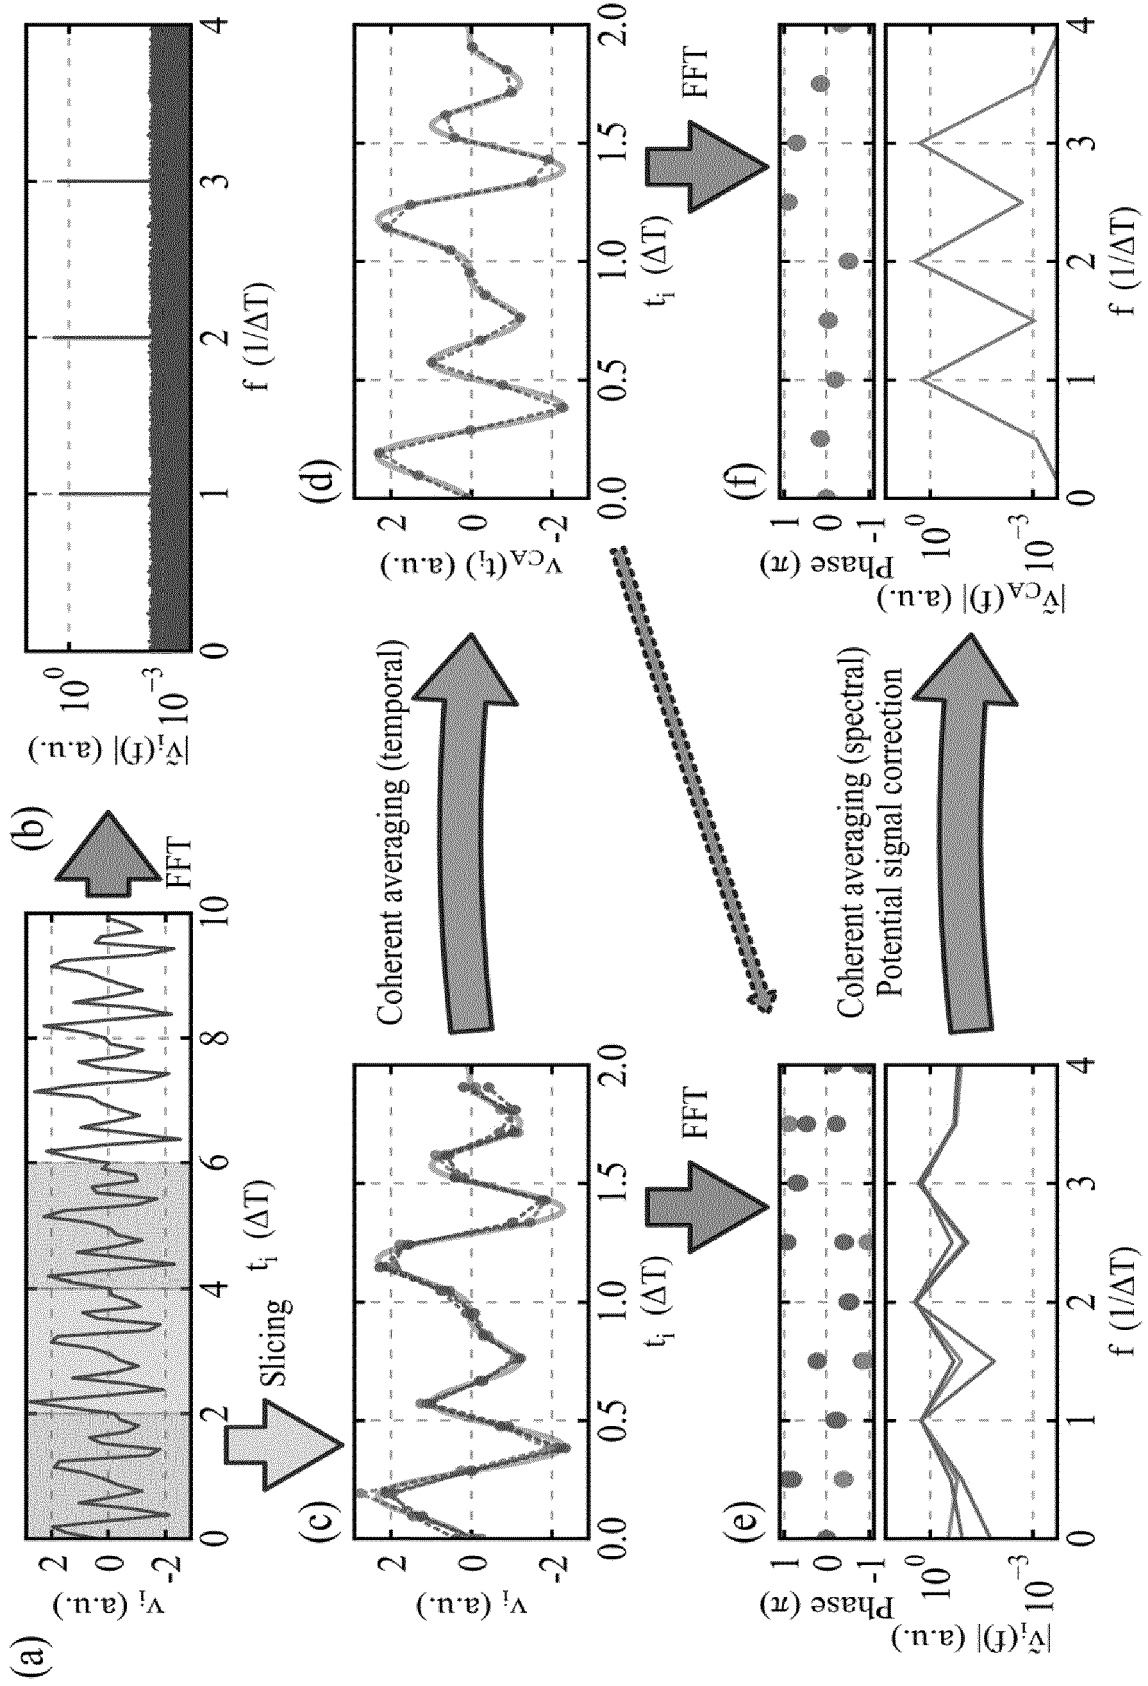 (a)
v_i (a.u.)
2
0
-2
0
2
4
6
8
10
t_i (ΔT)
Slicing
FFT
(b)
|ṽ_i(f)| (a.u.)
10^0
10^-3
0
1
2
3
4
f (1/ΔT)
(c)
v_i (a.u.)
2
0
-2
0.0
0.5
1.0
1.5
2.0
t_i (ΔT)
FFT
Coherent averaging (temporal)
(d)
v_CA(t_i) (a.u.)
2
0
-2
0.0
0.5
1.0
1.5
2.0
t_i (ΔT)
FFT
(e)
Phase (π)
1
0
-1
|ṽ_i(f)| (a.u.)
10^0
10^-3
0
1
2
3
4
f (1/ΔT)
Coherent averaging (spectral)
Potential signal correction
(f)
Phase (π)
1
0
-1
|ṽ_CA(f)| (a.u.)
10^0
10^-3
0
1
2
3
4
f (1/ΔT)